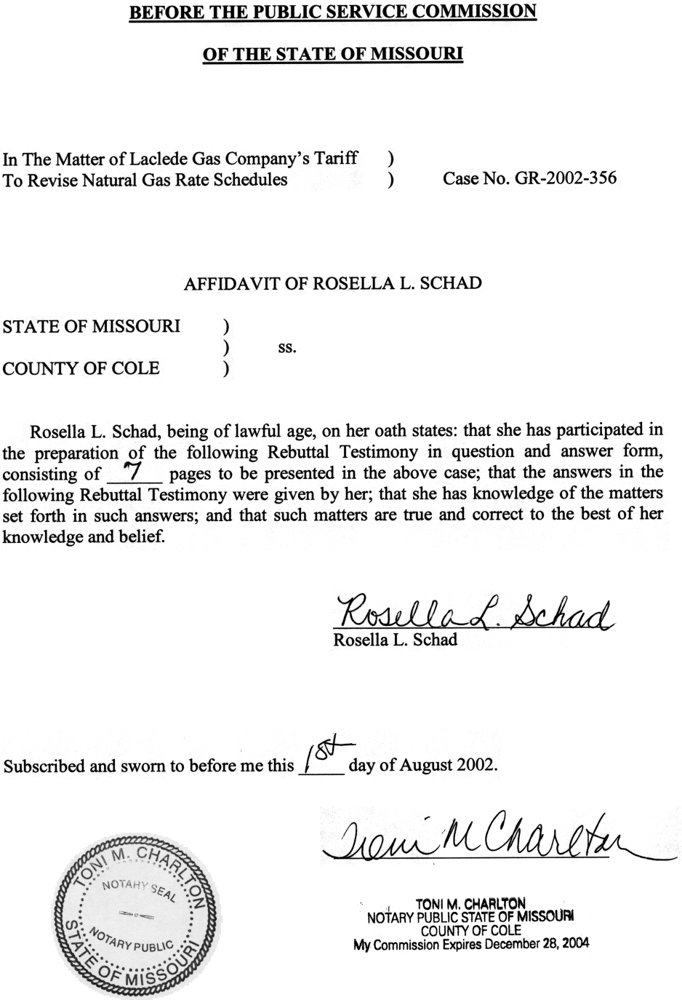 BEFORE THE PUBLIC SERVICE COMMISSION
OF THE STATE OF MISSOURI
In The Matter of Laclede Gas Company's Tariff )
To Revise Natural Gas Rate Schedules ) Case No. GR-2002-356
AFFIDAVIT OF ROSELLA L. SCHAD
STATE OF MISSOURI )
) ss.
COUNTY OF COLE )
Rosella L. Schad, being of lawful age, on her oath states: that she has participated in
the preparation of the following Rebuttal Testimony in question and answer form,
consisting of 7 pages to be presented in the above case; that the answers in the
following Rebuttal Testimony were given by her; that she has knowledge of the matters
set forth in such answers; and that such matters are true and correct to the best of her
knowledge and belief.
Rosella L. Schad
Rosella L. Schad
Subscribed and sworn to before me this 1st day of August 2002.
Toni M Charlton
TONI M. CHARLTON
NOTARY SEAL
NOTARY PUBLIC
STATE OF MISSOURI
TONI M. CHARLTON
NOTARY PUBLIC STATE OF MISSOURI
COUNTY OF COLE
My Commission Expires December 28, 2004